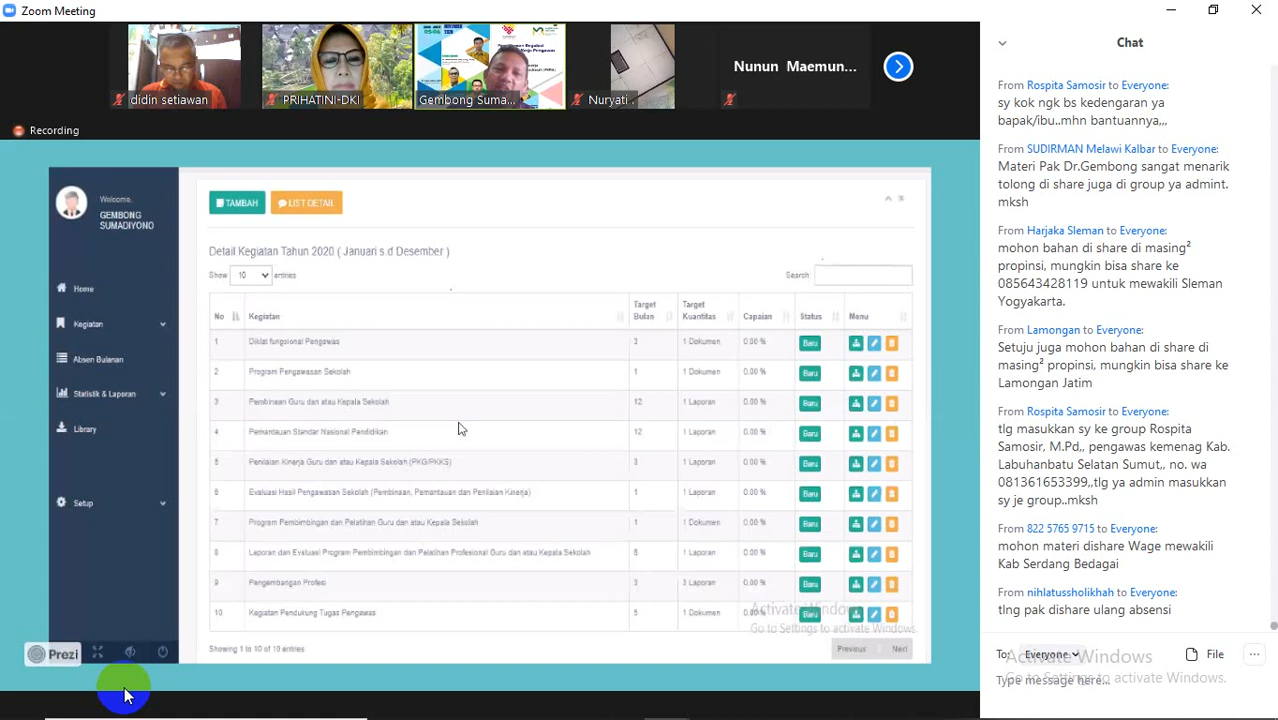 Zoom Meeting
didin setiawan
PRIHATINI-DKI
Gembong Suma...
Nuryati .
Nunun Maemun...
Recording
Welcome,
GEMBONG
SUMADIYONO
Home
Kegiatan
Absen Bulanan
Statistik & Laporan
Library
Setup
TAMBAH
LIST DETAIL
Detail Kegiatan Tahun 2020 ( Januari s.d Desember )
Show 10 entries
Search:
No Kegiatan Target Bulan Target Kuantitas Capaian Status Menu
1 Diklat fungsional Pengawas 3 1 Dokumen 0.00 % Baru
2 Program Pengawasan Sekolah 1 1 Dokumen 0.00 % Baru
3 Pembinaan Guru dan atau Kepala Sekolah 12 1 Laporan 0.00 % Baru
4 Pemantauan Standar Nasional Pendidikan 12 1 Laporan 0.00 % Baru
5 Penilaian Kinerja Guru dan atau Kepala Sekolah (PKG/PKKS) 3 1 Laporan 0.00 % Baru
6 Evaluasi Hasil Pengawasan Sekolah (Pembinaan, Pemantauan dan Penilaian Kinerja) 1 1 Laporan 0.00 % Baru
7 Program Pembimbingan dan Pelatihan Guru dan atau Kepala Sekolah 1 1 Dokumen 0.00 % Baru
8 Laporan dan Evaluasi Program Pembimbingan dan Pelatihan Profesional Guru dan atau Kepala Sekolah 6 1 Laporan 0.00 % Baru
9 Pengembangan Profesi 3 3 Laporan 0.00 % Baru
10 Kegiatan Pendukung Tugas Pengawas 5 1 Dokumen 0.00 % Baru
Activate Windows
Go to Settings to activate Windows.
Showing 1 to 10 of 10 entries
Previous Next
Prezi
Chat
From Rospita Samosir to Everyone:
sy kok ngk bs kedengaran ya
bapak/ibu..mhn bantuannya,,,
From SUDIRMAN Melawi Kalbar to Everyone:
Materi Pak Dr.Gembong sangat menarik
tolong di share juga di group ya admint.
mksh
From Harjaka Sleman to Everyone:
mohon bahan di share di masing²
propinsi, mungkin bisa share ke
085643428119 untuk mewakili Sleman
Yogyakarta.
From Lamongan to Everyone:
Setuju juga mohon bahan di share di
masing² propinsi, mungkin bisa share ke
Lamongan Jatim
From Rospita Samosir to Everyone:
tlg masukkan sy ke group Rospita
Samosir, M.Pd, pengawas kemenag Kab.
Labuhanbatu Selatan Sumut,, no. wa
081361653399,,tlg ya admin masukkan
sy je group..mksh
From 822 5765 9715 to Everyone:
mohon materi dishare Wage mewakili
Kab Serdang Bedagai
From nihlatussholikhah to Everyone:
tlng pak dishare ulang absensi
To: Everyone
File
Activate Windows
Go to Settings to activate Windows.
Type message here...